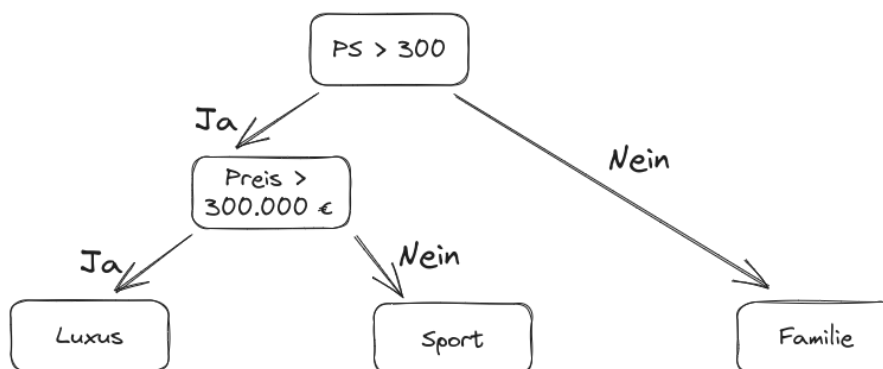 PS > 300
Ja
Nein
Preis >
300.000 €
Ja
Nein
Luxus
Sport
Familie